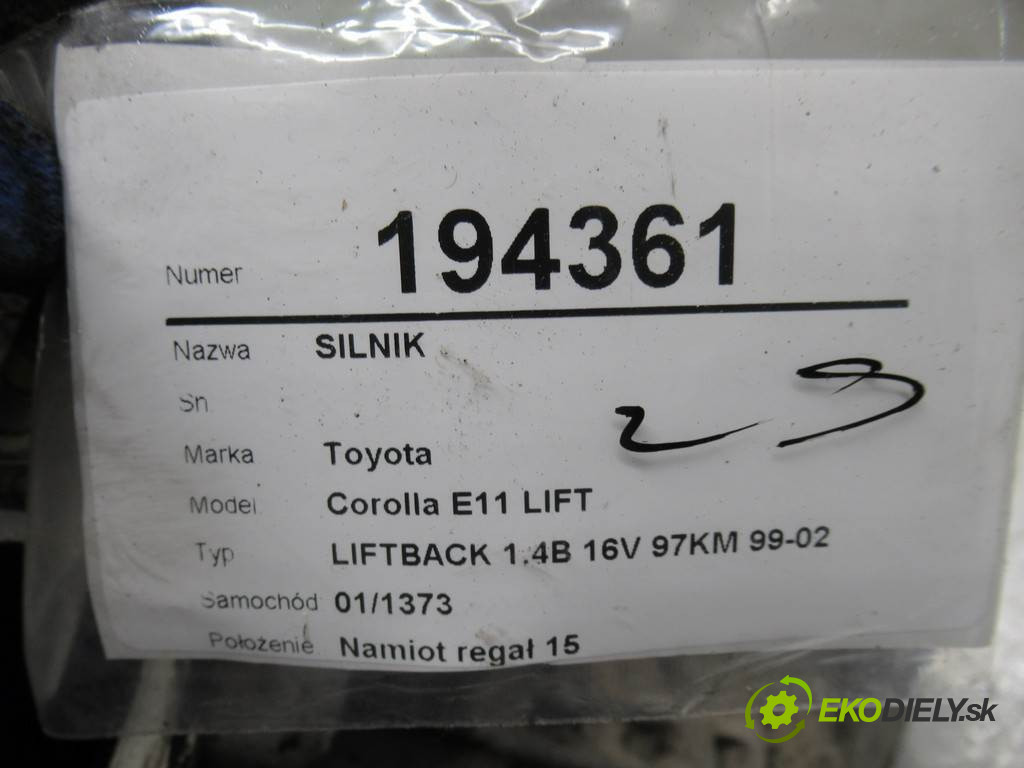 Numer 194361
Nazwa SILNIK
Sn
Marka Toyota
Model Corolla E11 LIFT
Typ LIFTBACK 1.4B 16V 97KM 99-02
Samochód 01/1373
Położenie Namiot regał 15
EKODIELY.sk